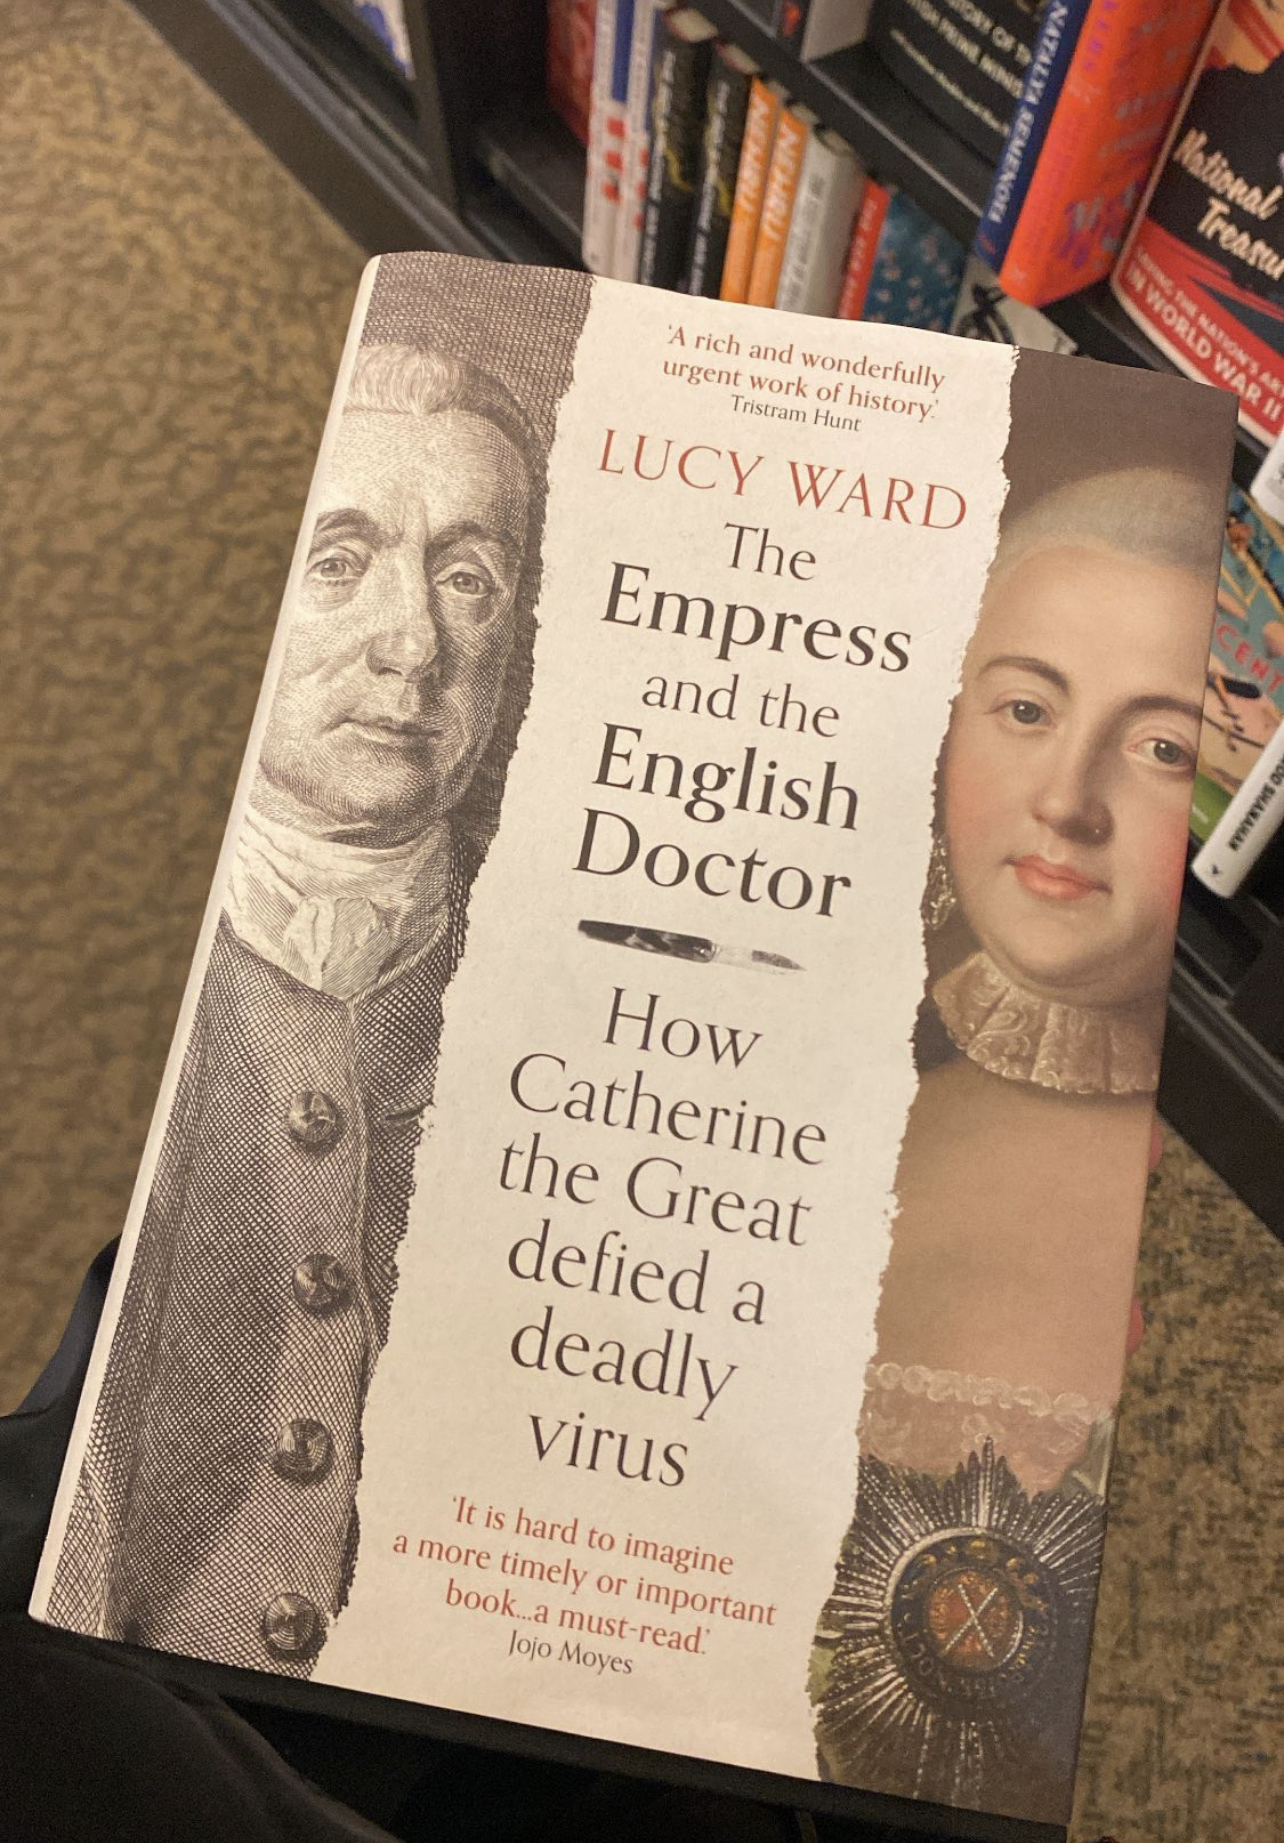 'A rich and wonderfully
urgent work of history.'
Tristram Hunt
LUCY WARD
The
Empress
and the
English
Doctor
How
Catherine
the Great
defied a
deadly
virus
'It is hard to imagine
a more timely or important
book...a must-read.'
Jojo Moyes
NEHRU
NEHRU
NATALYA SEMENOVA
National
IN WORLD WAR II